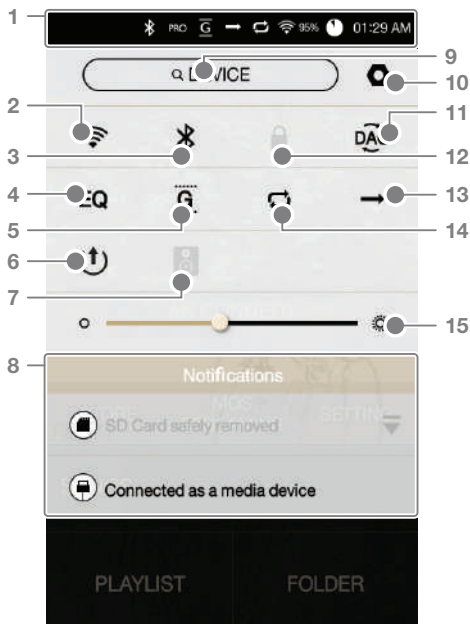 1
PRO G 95% 01:29 AM
9
DEVICE
10
2
11
DAC
3
12
4
EQ
G
13
5
14
6
7
15
8
Notifications
SD Card safely removed
Connected as a media device
PLAYLIST
FOLDER